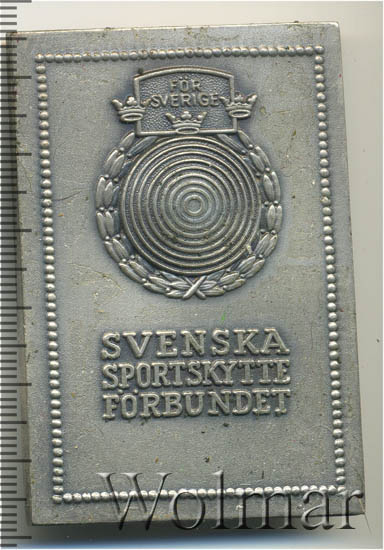 FÖR
SVERIGE
SVENSKA
SPORTSKYTTE
FÖRBUNDET
Wolmar